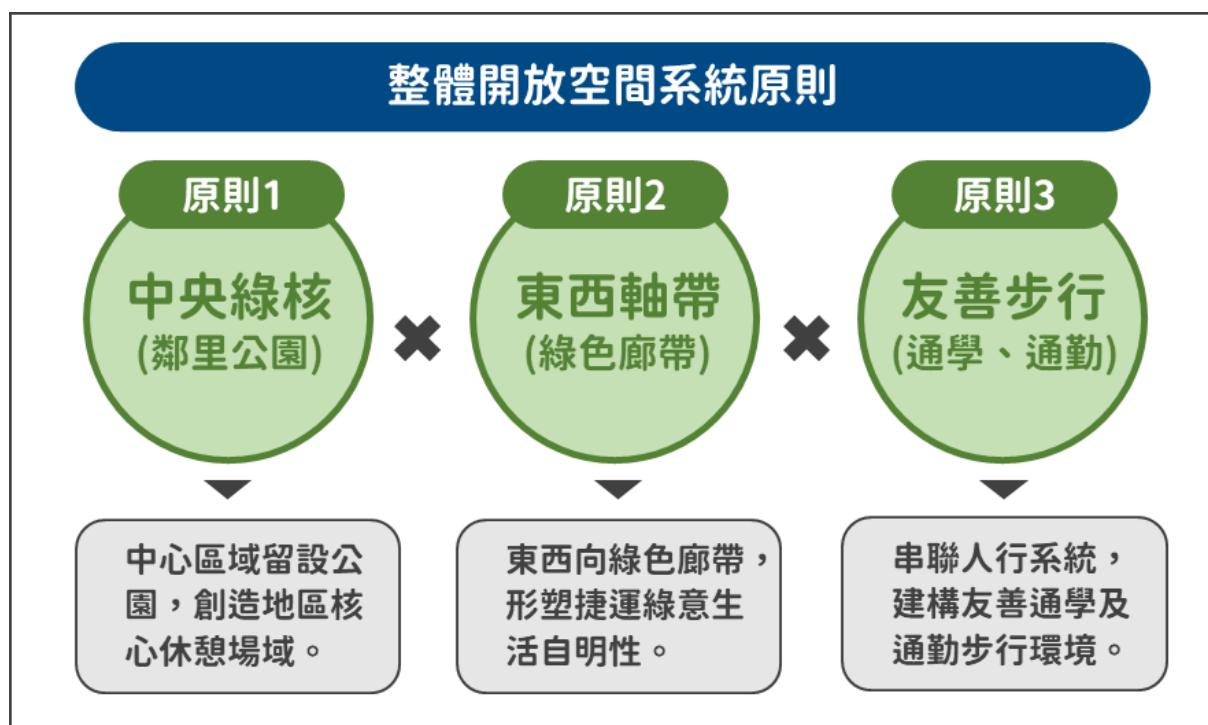 整體開放空間系統原則
原則1
中央綠核
(鄰里公園)
中心區域留設公
園，創造地區核
心休憩場域。
原則2
東西軸帶
(綠色廊帶)
東西向綠色廊帶，
形塑捷運綠意生
活自明性。
原則3
友善步行
(通學、通勤)
串聯人行系統，
建構友善通學及
通勤步行環境。